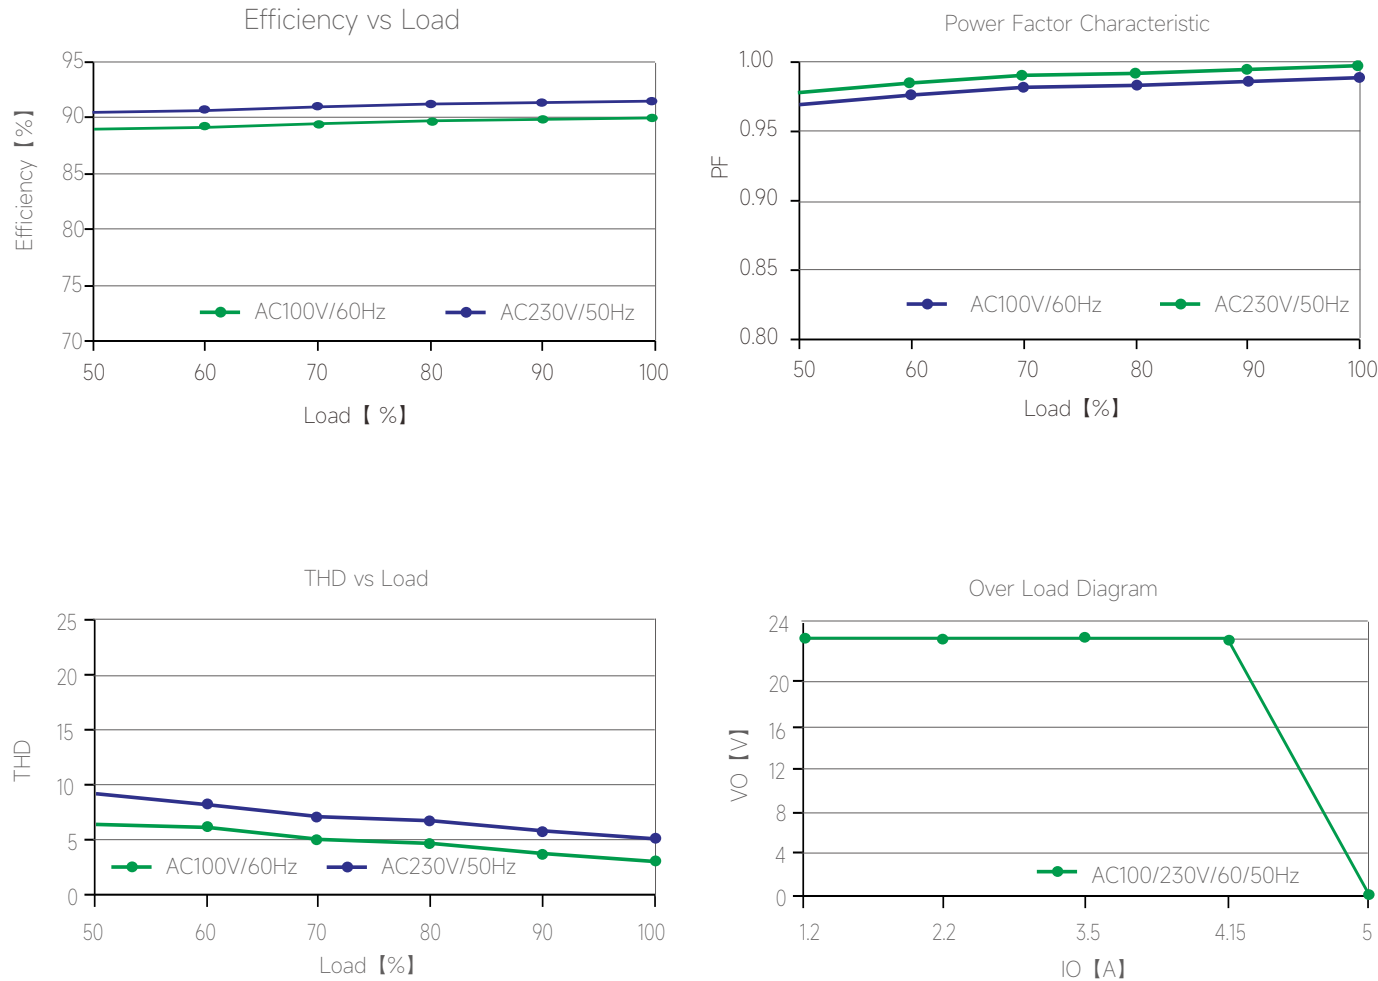 Efficiency vs Load
95
90
85
80
75
70
Efficiency【%】
AC100V/60Hz AC230V/50Hz
50 60 70 80 90 100
Load【 %】
Power Factor Characteristic
1.00
0.95
0.90
0.85
0.80
PF
AC100V/60Hz AC230V/50Hz
50 60 70 80 90 100
Load【%】
THD vs Load
25
20
15
10
5
0
THD
AC100V/60Hz AC230V/50Hz
50 60 70 80 90 100
Load【%】
Over Load Diagram
24
20
16
12
8
4
0
VO【V】
AC100/230V/60/50Hz
1.2 2.2 3.5 4.15 5
IO【A】